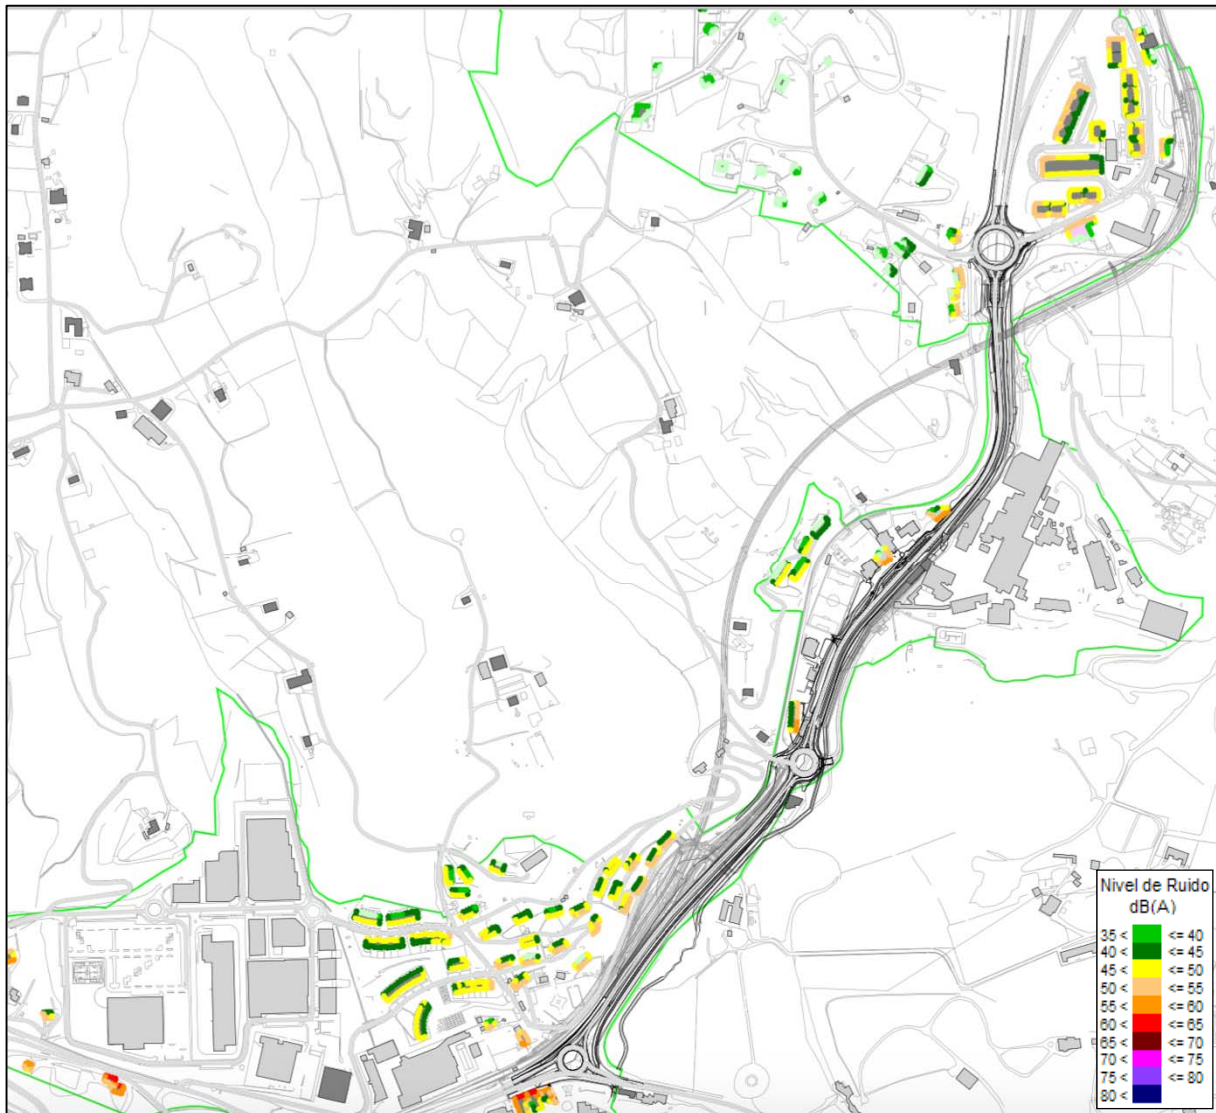 Nivel de Ruido
dB(A)
35 < <= 40
40 < <= 45
45 < <= 50
50 < <= 55
55 < <= 60
60 < <= 65
65 < <= 70
70 < <= 75
75 < <= 80
80 <